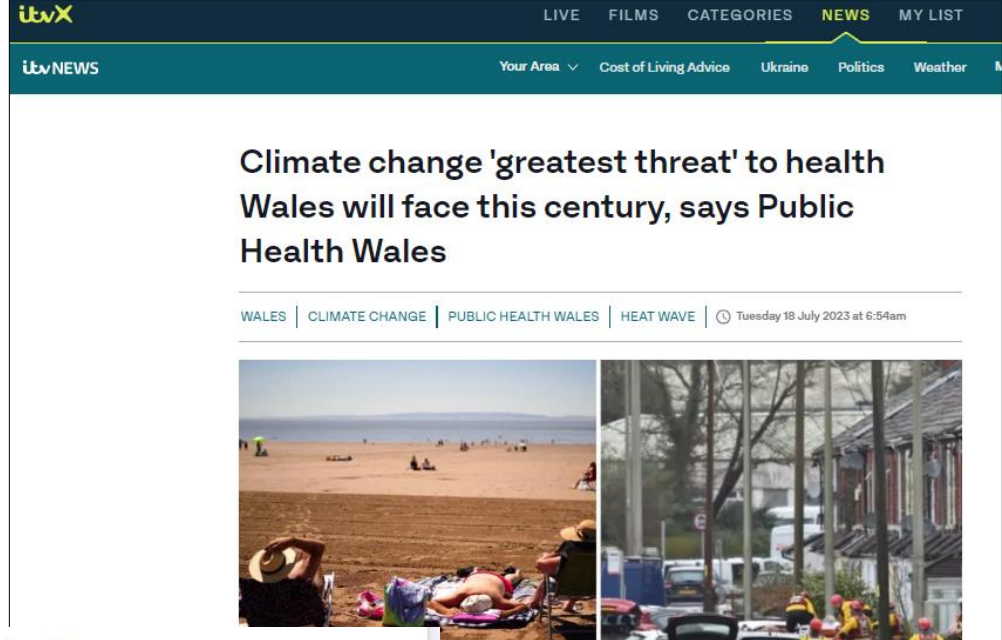 itvX
LIVE FILMS CATEGORIES NEWS MY LIST
itv NEWS
Your Area Cost of Living Advice Ukraine Politics Weather
Climate change 'greatest threat' to health
Wales will face this century, says Public
Health Wales
WALES CLIMATE CHANGE PUBLIC HEALTH WALES HEAT WAVE Tuesday 18 July 2023 at 6:54am